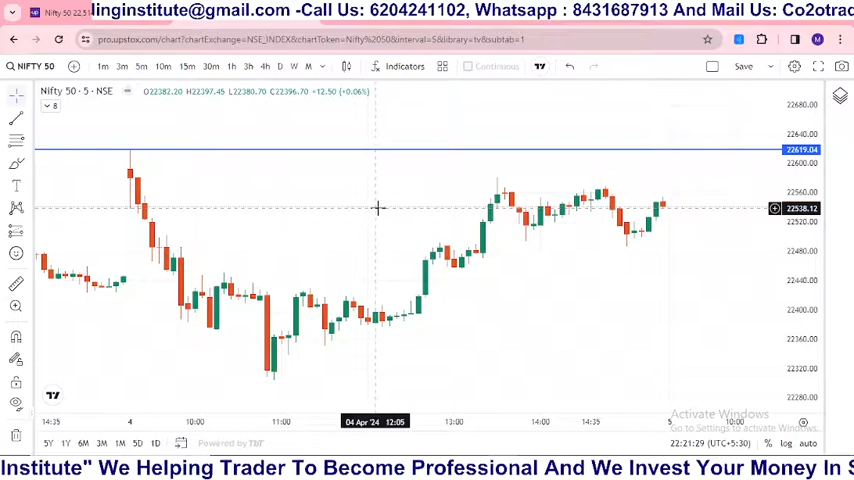 linginstitute@gmail.com -Call Us: 6204241102, Whatsapp : 8431687913 And Mail Us: Co2otrad
Nifty 50 22.5
pro.upstox.com/chart?chartExchange=NSE_INDEX&chartToken=Nifty%2050&interval=5&library=tv&subtab=1
M
NIFTY 50 1m 3m 5m 10m 15m 30m 1h 2h 3h 4h D W M Indicators Continuous Save
Nifty 50 · 5 · NSE O22382.20 H22397.45 L22380.70 C22396.70 +12.50 (+0.06%)
8
22680.00
22640.00
22619.04
22600.00
22560.00
22538.12
22520.00
22480.00
22440.00
22400.00
22360.00
22320.00
22280.00
Activate Windows
14:35 4 10:00 11:00 04 Apr '24 12:05 13:00 14:00 14:35 5 10:00
Go to Settings to activate Windows.
5Y 1Y 6M 3M 1M 5D 1D Powered by 22:21:29 (UTC+5:30) % log auto
Institute" We Helping Trader To Become Professional And We Invest Your Money In S